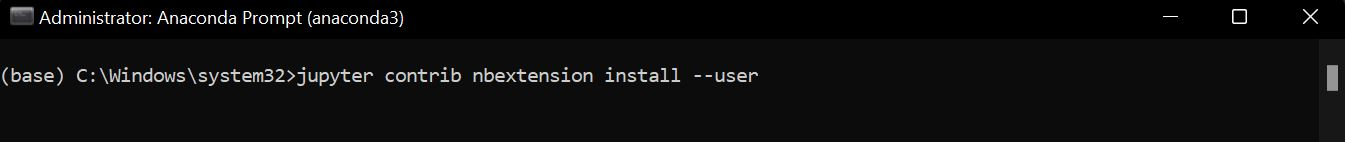 Administrator: Anaconda Prompt (anaconda3)
(base) C:\Windows\system32>jupyter contrib nbextension install --user